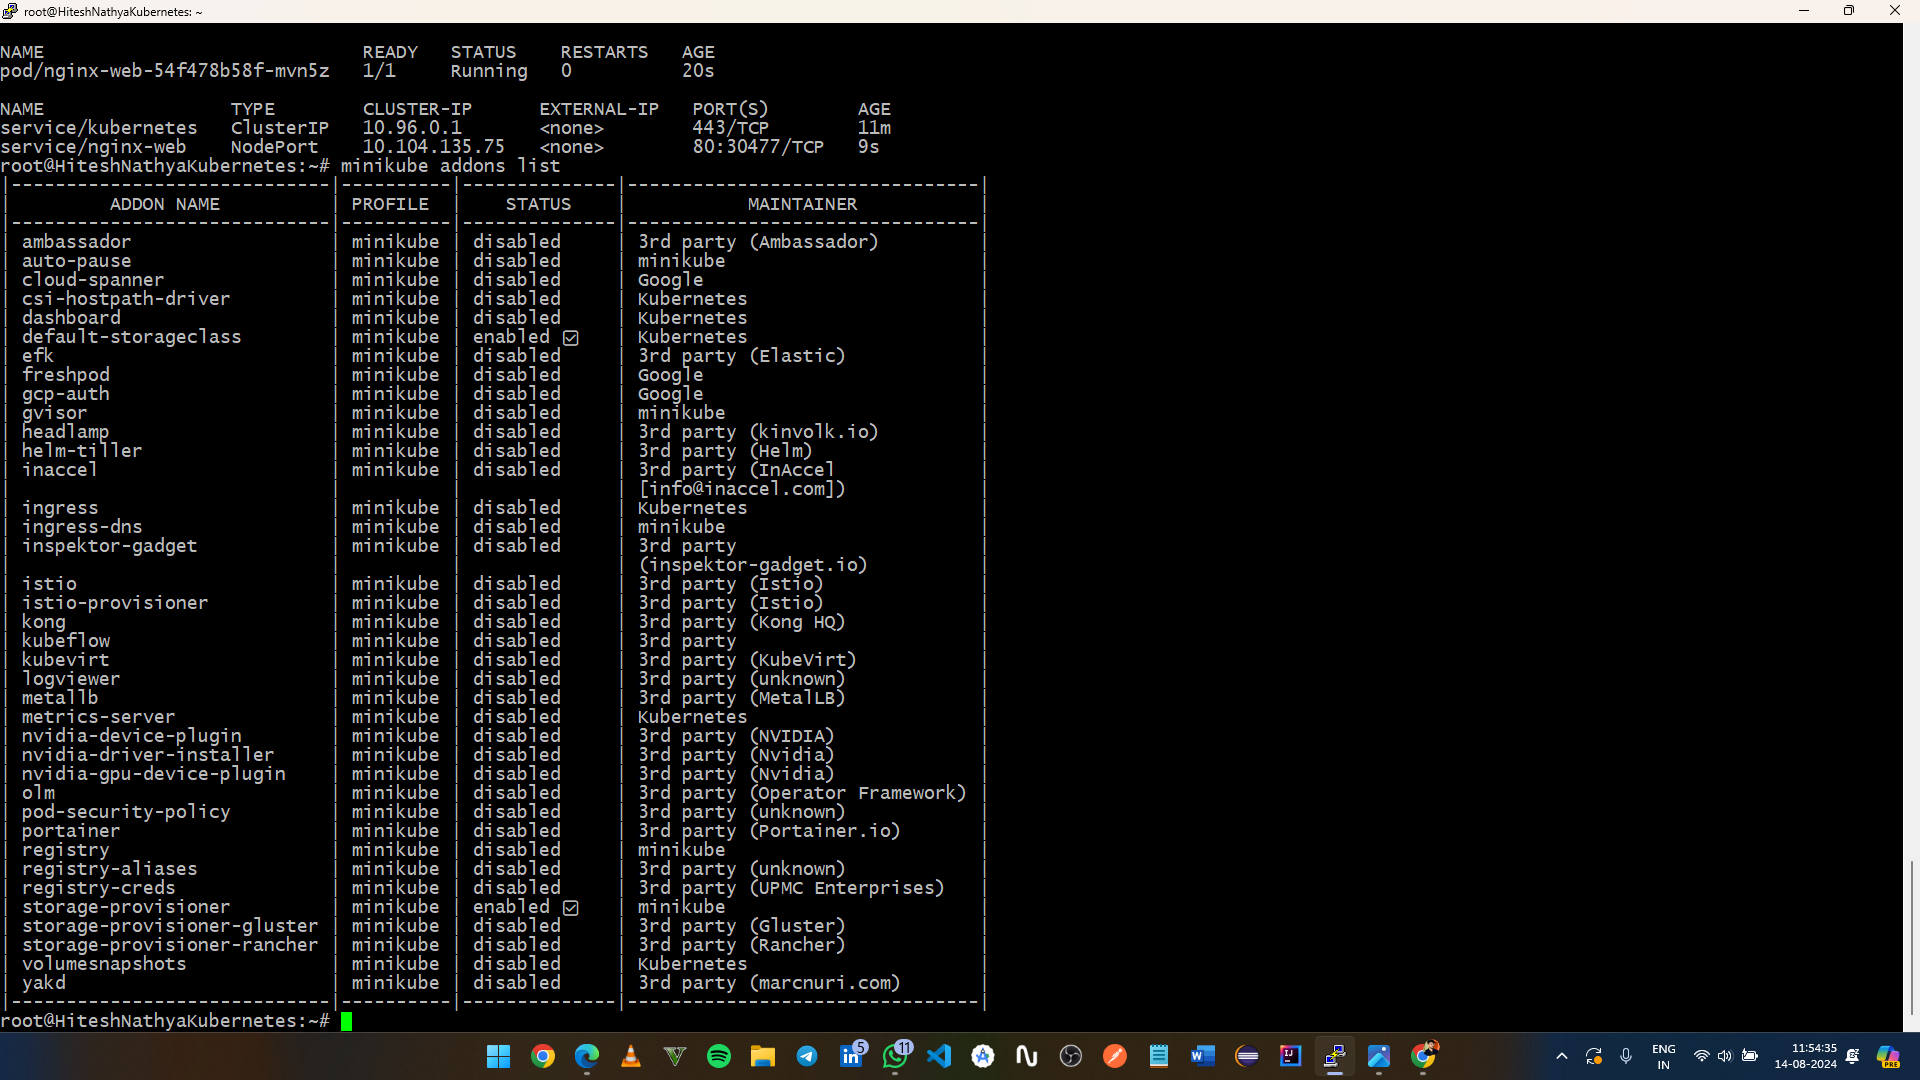 root@HiteshNathyaKubernetes: ~
NAME                             READY   STATUS    RESTARTS   AGE
pod/nginx-web-54f478b58f-mvn5z   1/1     Running   0          20s
NAME                 TYPE        CLUSTER-IP      EXTERNAL-IP   PORT(S)        AGE
service/kubernetes   ClusterIP   10.96.0.1       <none>        443/TCP        11m
service/nginx-web    NodePort    10.104.135.75   <none>        80:30477/TCP   9s
root@HiteshNathyaKubernetes:~# minikube addons list
|-----------------------------|----------|--------------|--------------------------------|
|         ADDON NAME          | PROFILE  |    STATUS    |           MAINTAINER           |
|-----------------------------|----------|--------------|--------------------------------|
| ambassador                  | minikube | disabled     | 3rd party (Ambassador)         |
| auto-pause                  | minikube | disabled     | minikube                       |
| cloud-spanner               | minikube | disabled     | Google                         |
| csi-hostpath-driver         | minikube | disabled     | Kubernetes                     |
| dashboard                   | minikube | disabled     | Kubernetes                     |
| default-storageclass        | minikube | enabled ☑    | Kubernetes                     |
| efk                         | minikube | disabled     | 3rd party (Elastic)            |
| freshpod                    | minikube | disabled     | Google                         |
| gcp-auth                    | minikube | disabled     | Google                         |
| gvisor                      | minikube | disabled     | minikube                       |
| headlamp                    | minikube | disabled     | 3rd party (kinvolk.io)         |
| helm-tiller                 | minikube | disabled     | 3rd party (Helm)               |
| inaccel                     | minikube | disabled     | 3rd party (InAccel             |
|                             |          |              | [info@inaccel.com])            |
| ingress                     | minikube | disabled     | Kubernetes                     |
| ingress-dns                 | minikube | disabled     | minikube                       |
| inspektor-gadget            | minikube | disabled     | 3rd party                      |
|                             |          |              | (inspektor-gadget.io)          |
| istio                       | minikube | disabled     | 3rd party (Istio)              |
| istio-provisioner           | minikube | disabled     | 3rd party (Istio)              |
| kong                        | minikube | disabled     | 3rd party (Kong HQ)            |
| kubeflow                    | minikube | disabled     | 3rd party                      |
| kubevirt                    | minikube | disabled     | 3rd party (KubeVirt)           |
| logviewer                   | minikube | disabled     | 3rd party (unknown)            |
| metallb                     | minikube | disabled     | 3rd party (MetalLB)            |
| metrics-server              | minikube | disabled     | Kubernetes                     |
| nvidia-device-plugin        | minikube | disabled     | 3rd party (NVIDIA)             |
| nvidia-driver-installer     | minikube | disabled     | 3rd party (Nvidia)             |
| nvidia-gpu-device-plugin    | minikube | disabled     | 3rd party (Nvidia)             |
| olm                         | minikube | disabled     | 3rd party (Operator Framework) |
| pod-security-policy         | minikube | disabled     | 3rd party (unknown)            |
| portainer                   | minikube | disabled     | 3rd party (Portainer.io)       |
| registry                    | minikube | disabled     | minikube                       |
| registry-aliases            | minikube | disabled     | 3rd party (unknown)            |
| registry-creds              | minikube | disabled     | 3rd party (UPMC Enterprises)   |
| storage-provisioner         | minikube | enabled ☑    | minikube                       |
| storage-provisioner-gluster | minikube | disabled     | 3rd party (Gluster)            |
| storage-provisioner-rancher | minikube | disabled     | 3rd party (Rancher)            |
| volumesnapshots             | minikube | disabled     | Kubernetes                     |
| yakd                        | minikube | disabled     | 3rd party (marcnuri.com)       |
|-----------------------------|----------|--------------|--------------------------------|
root@HiteshNathyaKubernetes:~#
5
11
ENG
IN
11:54:35
14-08-2024
PRE